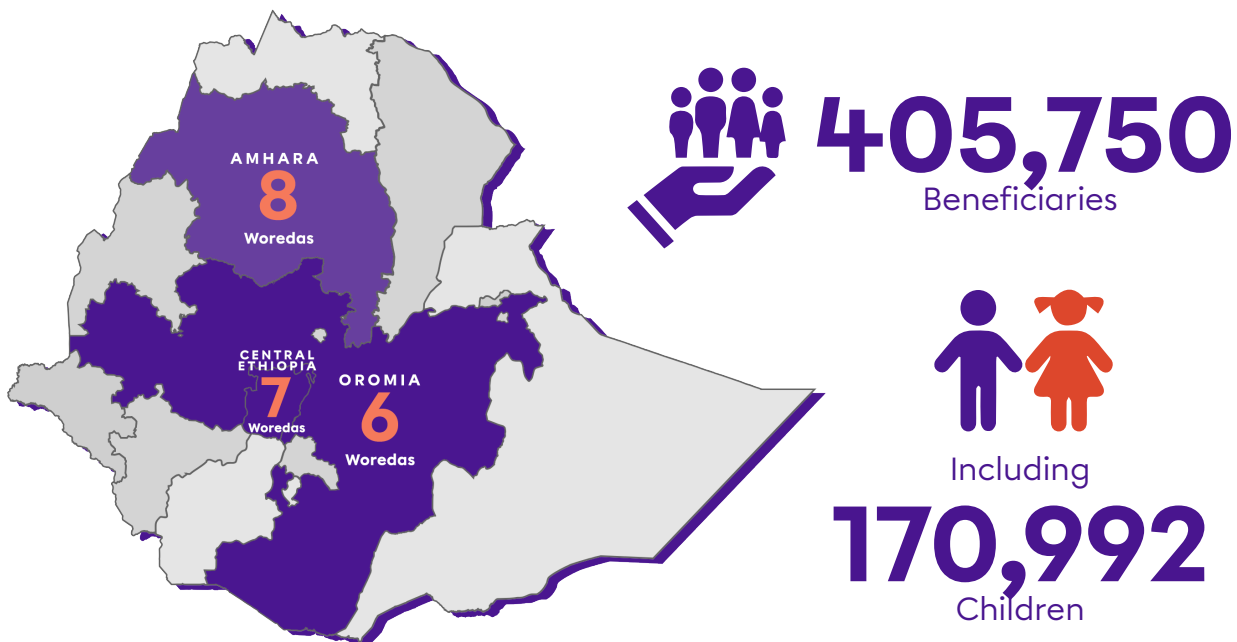 AMHARA
8
Woredas
CENTRAL
ETHIOPIA
7
Woredas
OROMIA
6
Woredas
405,750
Beneficiaries
Including
170,992
Children